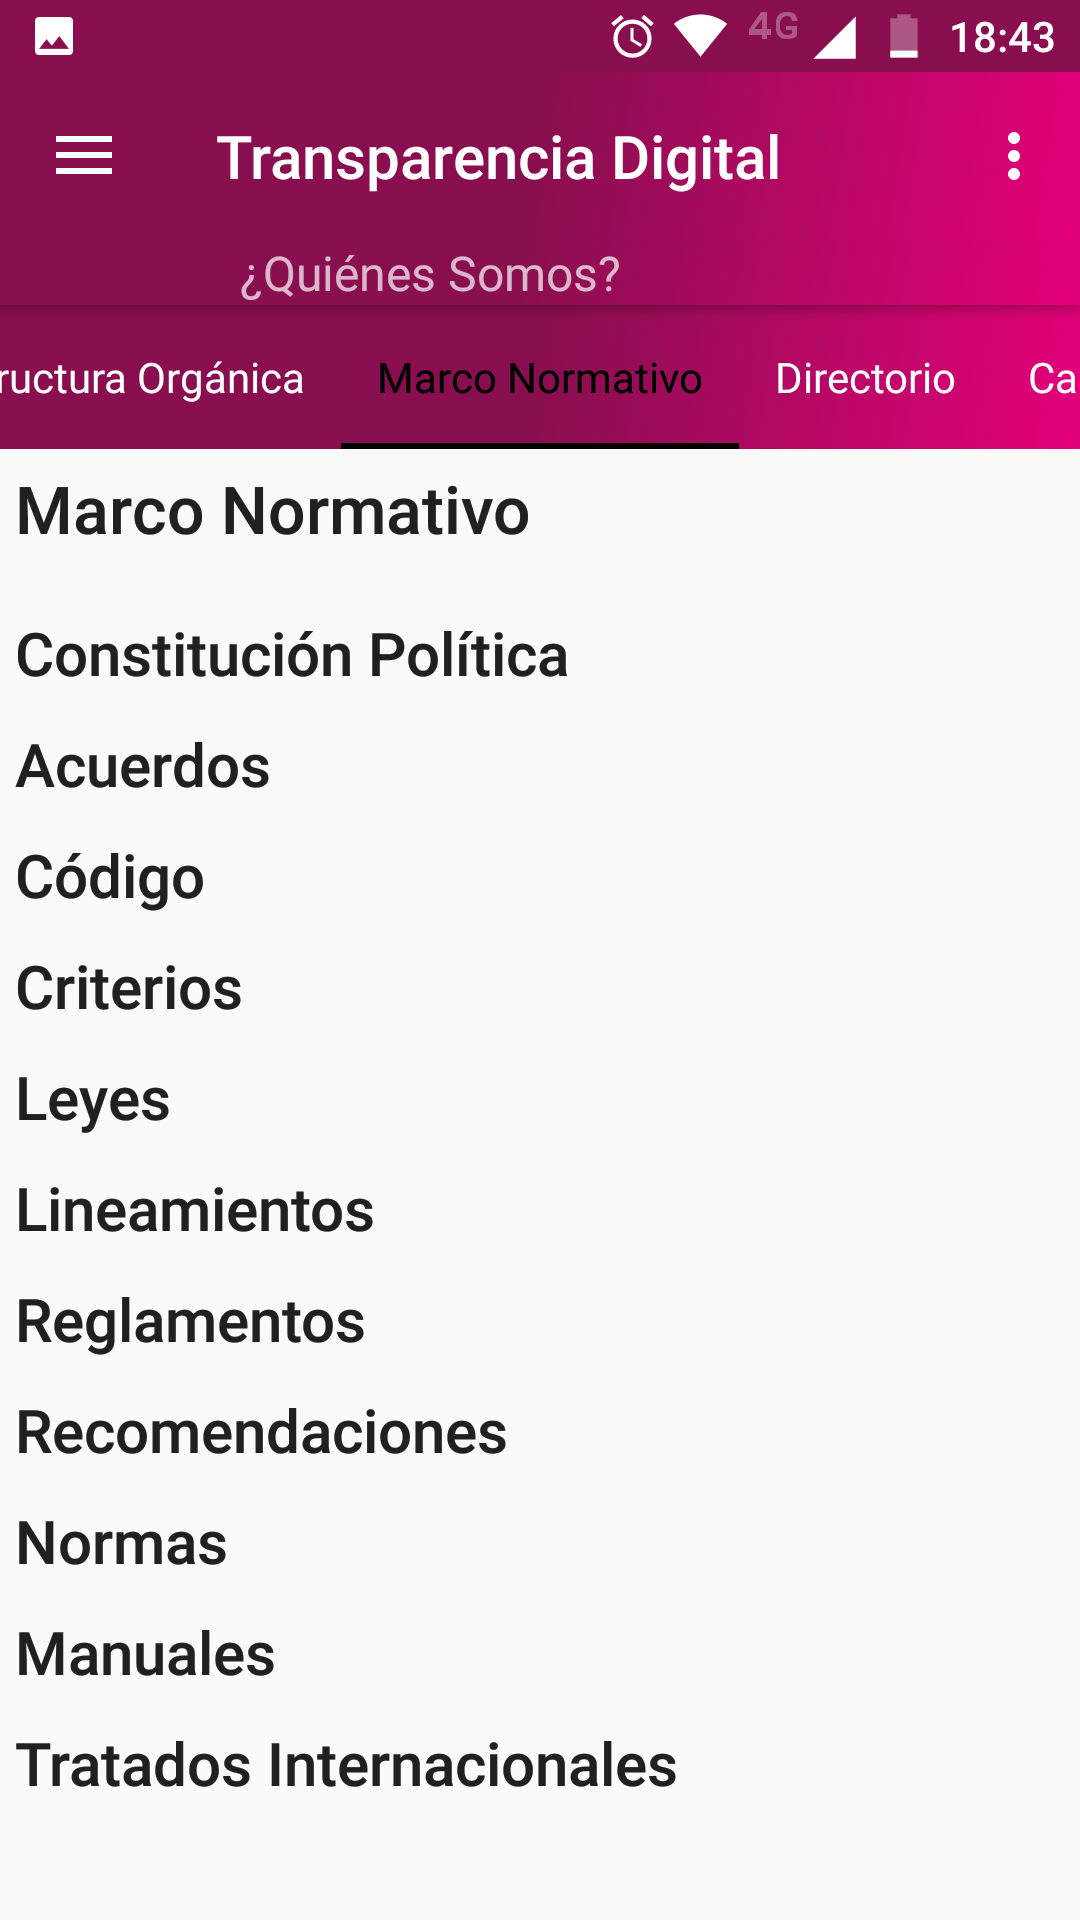 4G 18:43
Transparencia Digital
¿Quiénes Somos?
ructura Orgánica Marco Normativo Directorio Ca
Marco Normativo
Constitución Política
Acuerdos
Código
Criterios
Leyes
Lineamientos
Reglamentos
Recomendaciones
Normas
Manuales
Tratados Internacionales